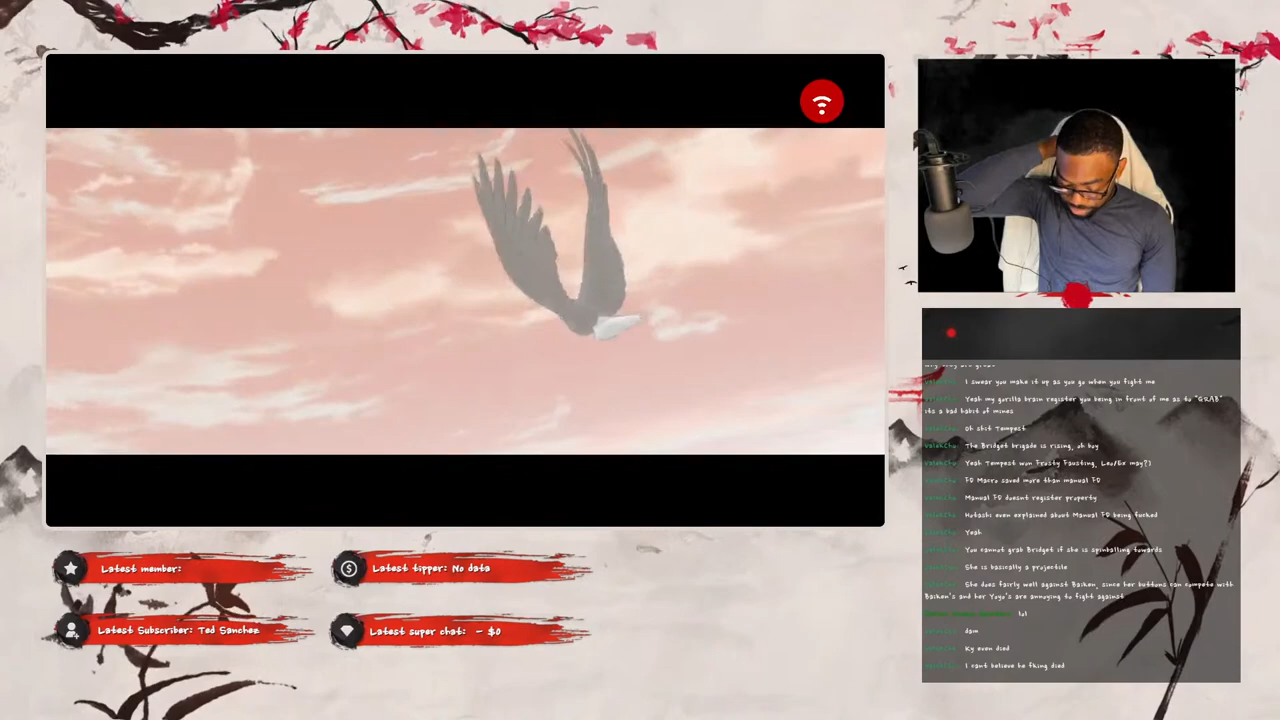 I swear you make it up as you go when you fight me
Yeah my gorilla brain register you being in front of me as to "GRAB"
its a bad habit of mines
Oh shit Tempest
The Bridget brigade is rising, oh boy
Yeah Tempest won Frosty Fausting, Leo/Ex may??
FD Macro saved more than manual FD
Manual FD doesnt register property
Hotashi even explained about Manual FD being fucked
Yeah
You cannot grab Bridget if she is spinballing towards
She is basically a projectile
She does fairly well against Baiken, since her buttons can compete with
Baiken's and her Yoyo's are annoying to fight against
lol
dam
Ky even died
I cant believe he fking died
Latest member:
Latest tipper: No data
Latest Subscriber: Ted Sanchez
Latest super chat: - $0